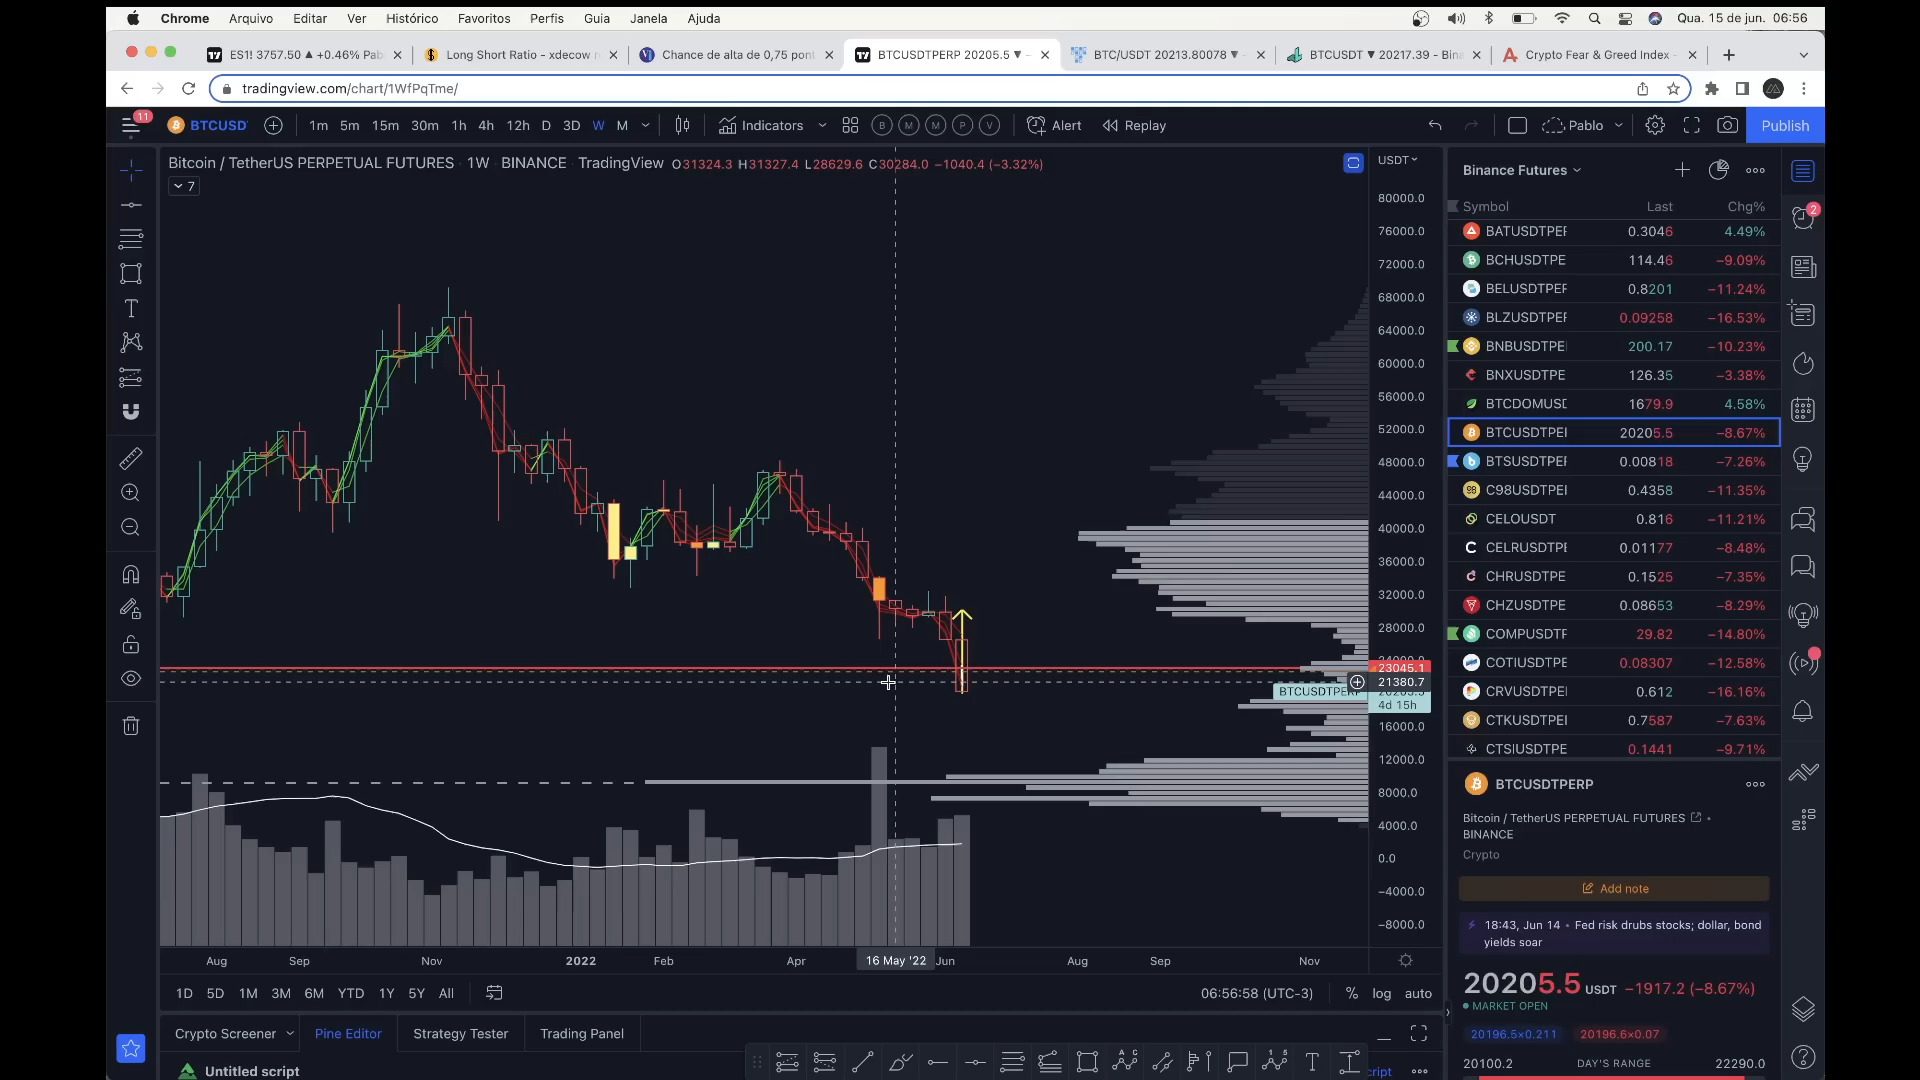 Chrome Arquivo Editar Ver Histórico Favoritos Perfis Guia Janela Ajuda Qua. 15 de jun. 06:56
ES1! 3757.50 ▲ +0.46% Pab
Long Short Ratio - xdecow
Chance de alta de 0,75 pont
BTCUSDTPERP 20205.5 ▼ –
BTC/USDT 20213.80078 ▼ -
BTCUSDT ▼ 20217.39 - Bina
Crypto Fear & Greed Index -
tradingview.com/chart/1WfPqTme/
11
BTCUSD 1m 5m 15m 30m 1h 4h 12h D 3D W M Indicators B M M P V Alert Replay Pablo Publish
Bitcoin / TetherUS PERPETUAL FUTURES 1W BINANCE TradingView O31324.3 H31327.4 L28629.6 C30284.0 −1040.4 (−3.32%)
7
USDT
80000.0
76000.0
72000.0
68000.0
64000.0
60000.0
56000.0
52000.0
48000.0
44000.0
40000.0
36000.0
32000.0
28000.0
23045.1
21380.7
BTCUSDTPERP
4d 15h
16000.0
12000.0
8000.0
4000.0
0.0
−4000.0
−8000.0
Aug Sep Nov 2022 Feb Apr 16 May '22 Jun Aug Sep Nov
1D 5D 1M 3M 6M YTD 1Y 5Y All 06:56:58 (UTC-3) % log auto
Crypto Screener Pine Editor Strategy Tester Trading Panel
Untitled script
Binance Futures
Symbol Last Chg%
BATUSDTPEF 0.3046 4.49%
BCHUSDTPE 114.46 −9.09%
BELUSDTPEF 0.8201 −11.24%
BLZUSDTPEF 0.09258 −16.53%
BNBUSDTPE 200.17 −10.23%
BNXUSDTPE 126.35 −3.38%
BTCDOMUSD 1679.9 4.58%
BTCUSDTPEI 20205.5 −8.67%
BTSUSDTPEF 0.00818 −7.26%
C98USDTPEI 0.4358 −11.35%
CELOUSDT 0.816 −11.21%
CELRUSDTPE 0.01177 −8.48%
CHRUSDTPE 0.1525 −7.35%
CHZUSDTPE 0.08653 −8.29%
COMPUSDTF 29.82 −14.80%
COTIUSDTPE 0.08307 −12.58%
CRVUSDTPEI 0.612 −16.16%
CTKUSDTPEI 0.7587 −7.63%
CTSIUSDTPE 0.1441 −9.71%
2
BTCUSDTPERP
Bitcoin / TetherUS PERPETUAL FUTURES •
BINANCE
Crypto
Add note
18:43, Jun 14 • Fed risk drubs stocks; dollar, bond
yields soar
20205.5 USDT −1917.2 (−8.67%)
MARKET OPEN
20196.5×0.211 20196.6×0.07
20100.2 DAY'S RANGE 22290.0